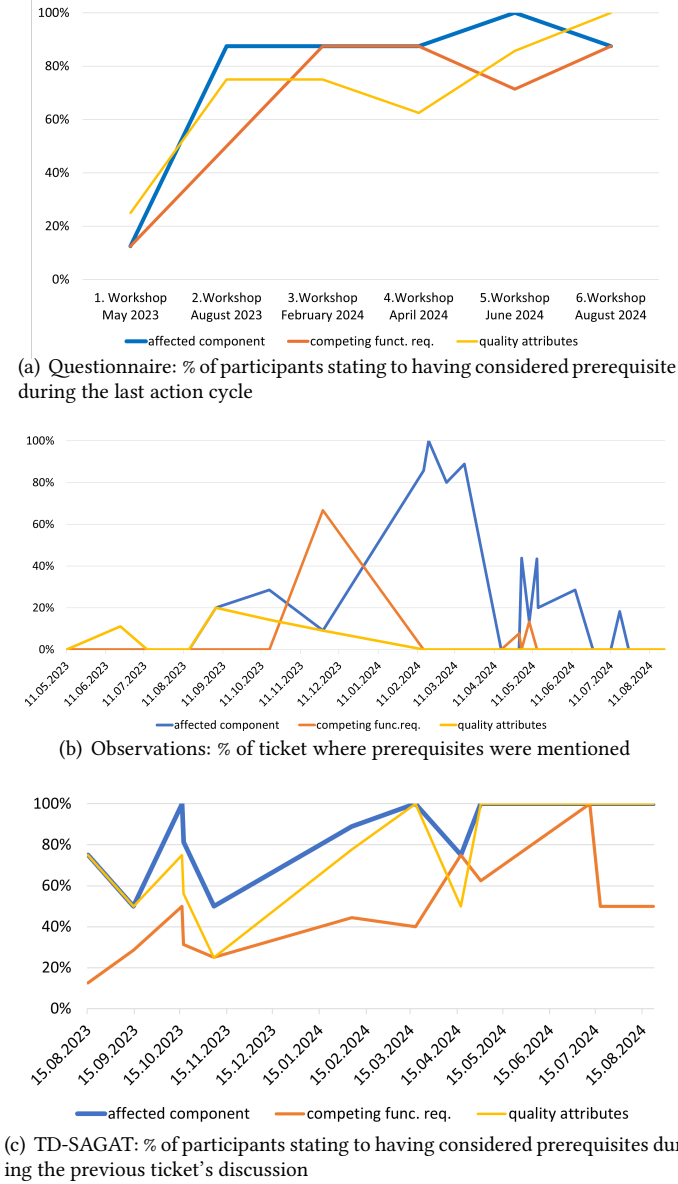 100%
80%
60%
40%
20%
0%
1. Workshop 2.Workshop 3.Workshop 4.Workshop 5.Workshop 6.Workshop
May 2023 August 2023 February 2024 April 2024 June 2024 August 2024
affected component competing funct. req. quality attributes
(a) Questionnaire: % of participants stating to having considered prerequisite
during the last action cycle
100%
80%
60%
40%
20%
0%
11.05.2023 11.06.2023 11.07.2023 11.08.2023 11.09.2023 11.10.2023 11.11.2023 11.12.2023 11.01.2024 11.02.2024 11.03.2024 11.04.2024 11.05.2024 11.06.2024 11.07.2024 11.08.2024
affected component competing func.req. quality attributes
(b) Observations: % of ticket where prerequisites were mentioned
100%
80%
60%
40%
20%
0%
15.08.2023 15.09.2023 15.10.2023 15.11.2023 15.12.2023 15.01.2024 15.02.2024 15.03.2024 15.04.2024 15.05.2024 15.06.2024 15.07.2024 15.08.2024
affected component competing func. req. quality attributes
(c) TD-SAGAT: % of participants stating to having considered prerequisites du
ing the previous ticket's discussion